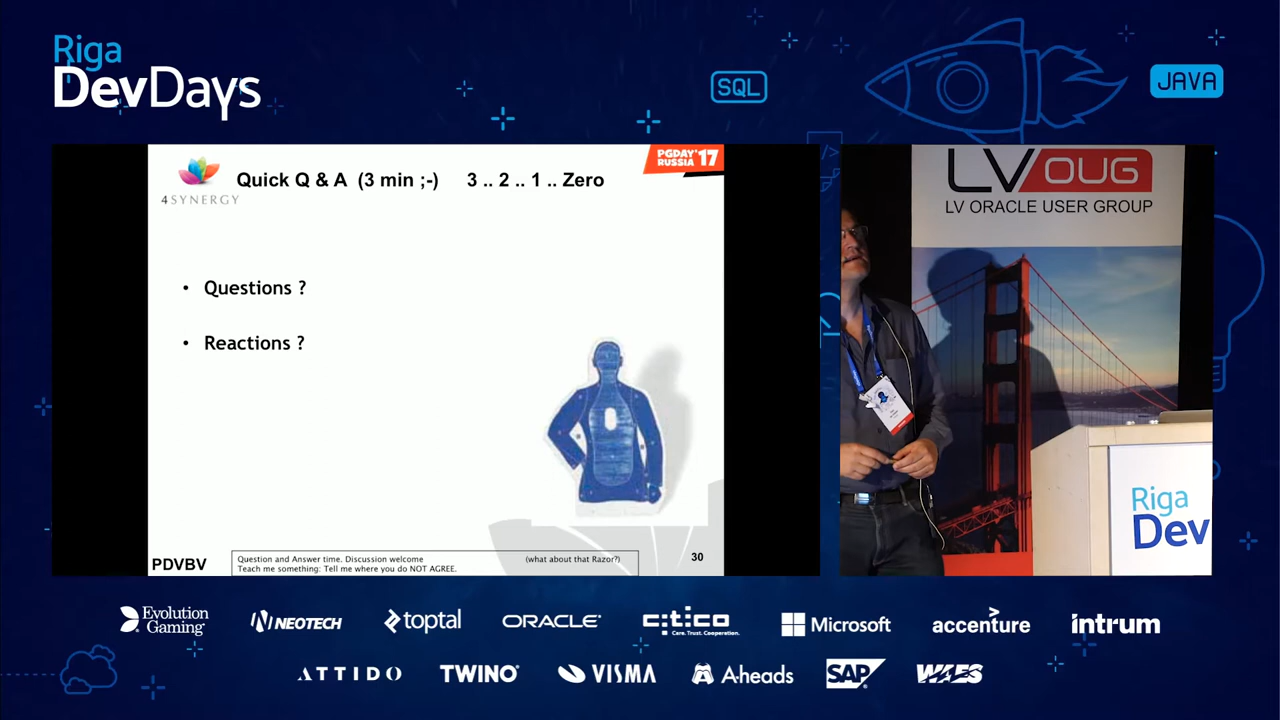 Riga
DevDays
SQL
JAVA
4SYNERGY
Quick Q & A (3 min ;-) 3 .. 2 .. 1 .. Zero
PGDAY'17
RUSSIA
• Questions ?
• Reactions ?
PDVBV
Question and Answer time. Discussion welcome (what about that Razor?)
Teach me something: Tell me where you do NOT AGREE.
30
LVOUG
LV ORACLE USER GROUP
Riga
Dev
Evolution
Gaming
NEOTECH
toptal
ORACLE
citico
Care. Trust. Cooperation.
Microsoft
accenture
intrum
ATTIDO
TWINO
VISMA
A-heads
SAP
WAES